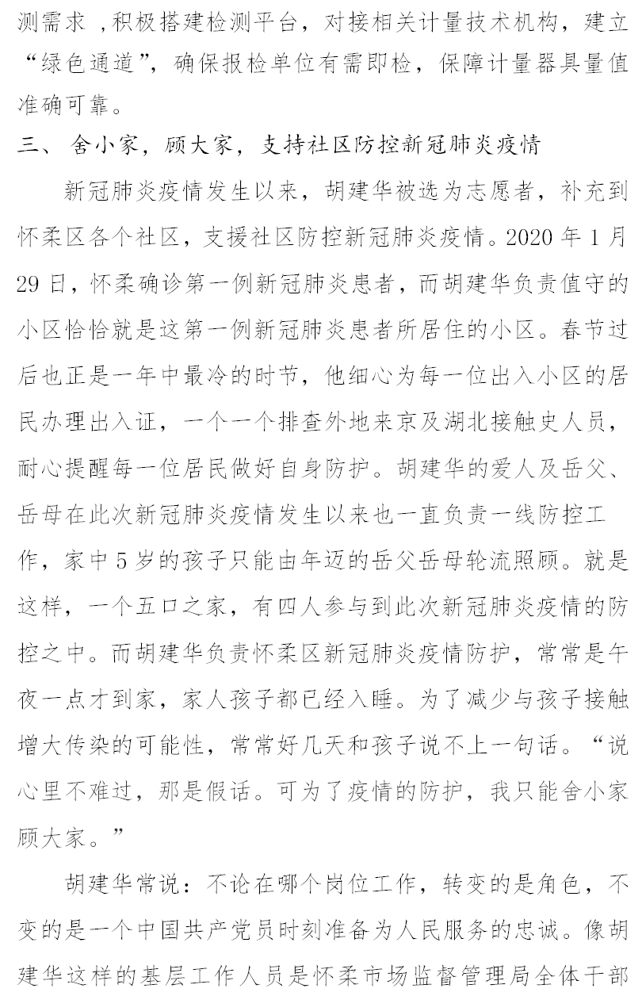 测需求 ,积极搭建检测平台，对接相关计量技术机构，建立
“绿色通道”，确保报检单位有需即检，保障计量器具量值
准确可靠。
三、 舍小家，顾大家，支持社区防控新冠肺炎疫情
新冠肺炎疫情发生以来，胡建华被选为志愿者，补充到
怀柔区各个社区，支援社区防控新冠肺炎疫情。2020 年 1 月
29 日，怀柔确诊第一例新冠肺炎患者，而胡建华负责值守的
小区恰恰就是这第一例新冠肺炎患者所居住的小区。春节过
后也正是一年中最冷的时节，他细心为每一位出入小区的居
民办理出入证，一个一个排查外地来京及湖北接触史人员，
耐心提醒每一位居民做好自身防护。胡建华的爱人及岳父、
岳母在此次新冠肺炎疫情发生以来也一直负责一线防控工
作，家中 5 岁的孩子只能由年迈的岳父岳母轮流照顾。就是
这样，一个五口之家，有四人参与到此次新冠肺炎疫情的防
控之中。而胡建华负责怀柔区新冠肺炎疫情防护，常常是午
夜一点才到家，家人孩子都已经入睡。为了减少与孩子接触
增大传染的可能性，常常好几天和孩子说不上一句话。“说
心里不难过，那是假话。可为了疫情的防护，我只能舍小家
顾大家。”
胡建华常说：不论在哪个岗位工作，转变的是角色，不
变的是一个中国共产党员时刻准备为人民服务的忠诚。像胡
建华这样的基层工作人员是怀柔市场监督管理局全体干部